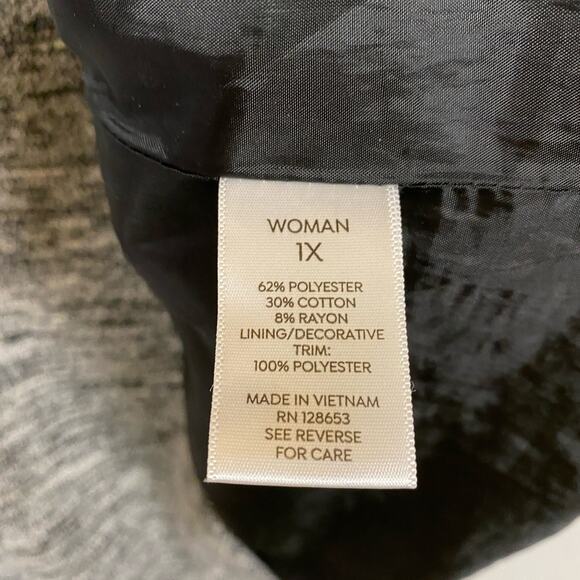 WOMAN
1X
62% POLYESTER
30% COTTON
8% RAYON
LINING/DECORATIVE
TRIM:
100% POLYESTER
MADE IN VIETNAM
RN 128653
SEE REVERSE
FOR CARE